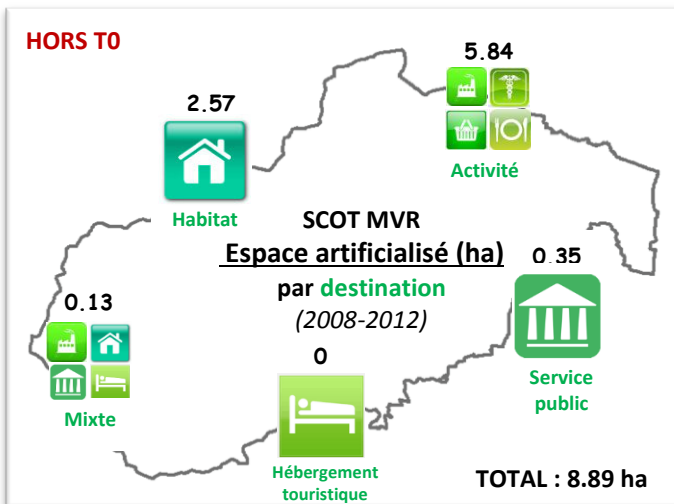 HORS T0
5.84
2.57
Activité
Habitat
SCOT MVR
Espace artificialisé (ha)
par destination
(2008-2012)
0.35
0.13
0
Mixte
Service
public
Hébergement
touristique
TOTAL : 8.89 ha